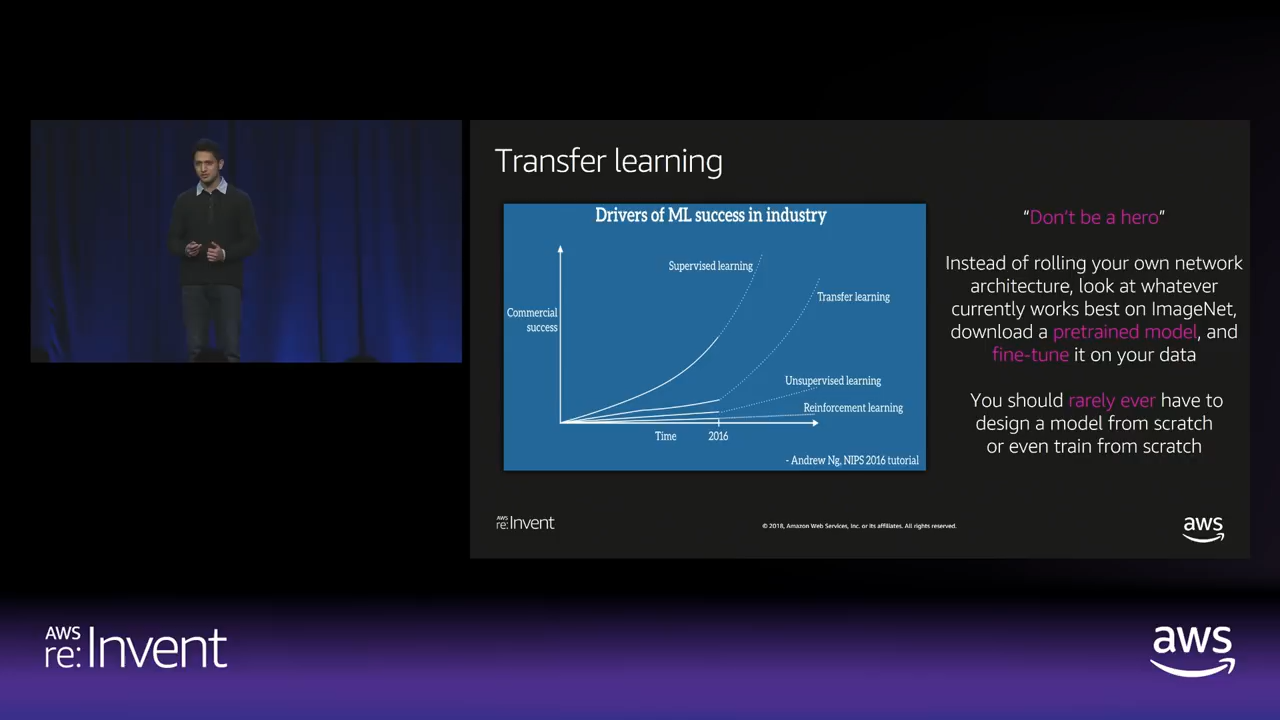 Transfer learning
Drivers of ML success in industry
Supervised learning
Transfer learning
Commercial
success
Unsupervised learning
Reinforcement learning
Time
2016
- Andrew Ng, NIPS 2016 tutorial
“Don't be a hero”
Instead of rolling your own network
architecture, look at whatever
currently works best on ImageNet,
download a pretrained model, and
fine-tune it on your data
You should rarely ever have to
design a model from scratch
or even train from scratch
AWS
re:Invent
© 2018, Amazon Web Services, Inc. or its affiliates. All rights reserved.
aws
AWS
re:Invent
aws